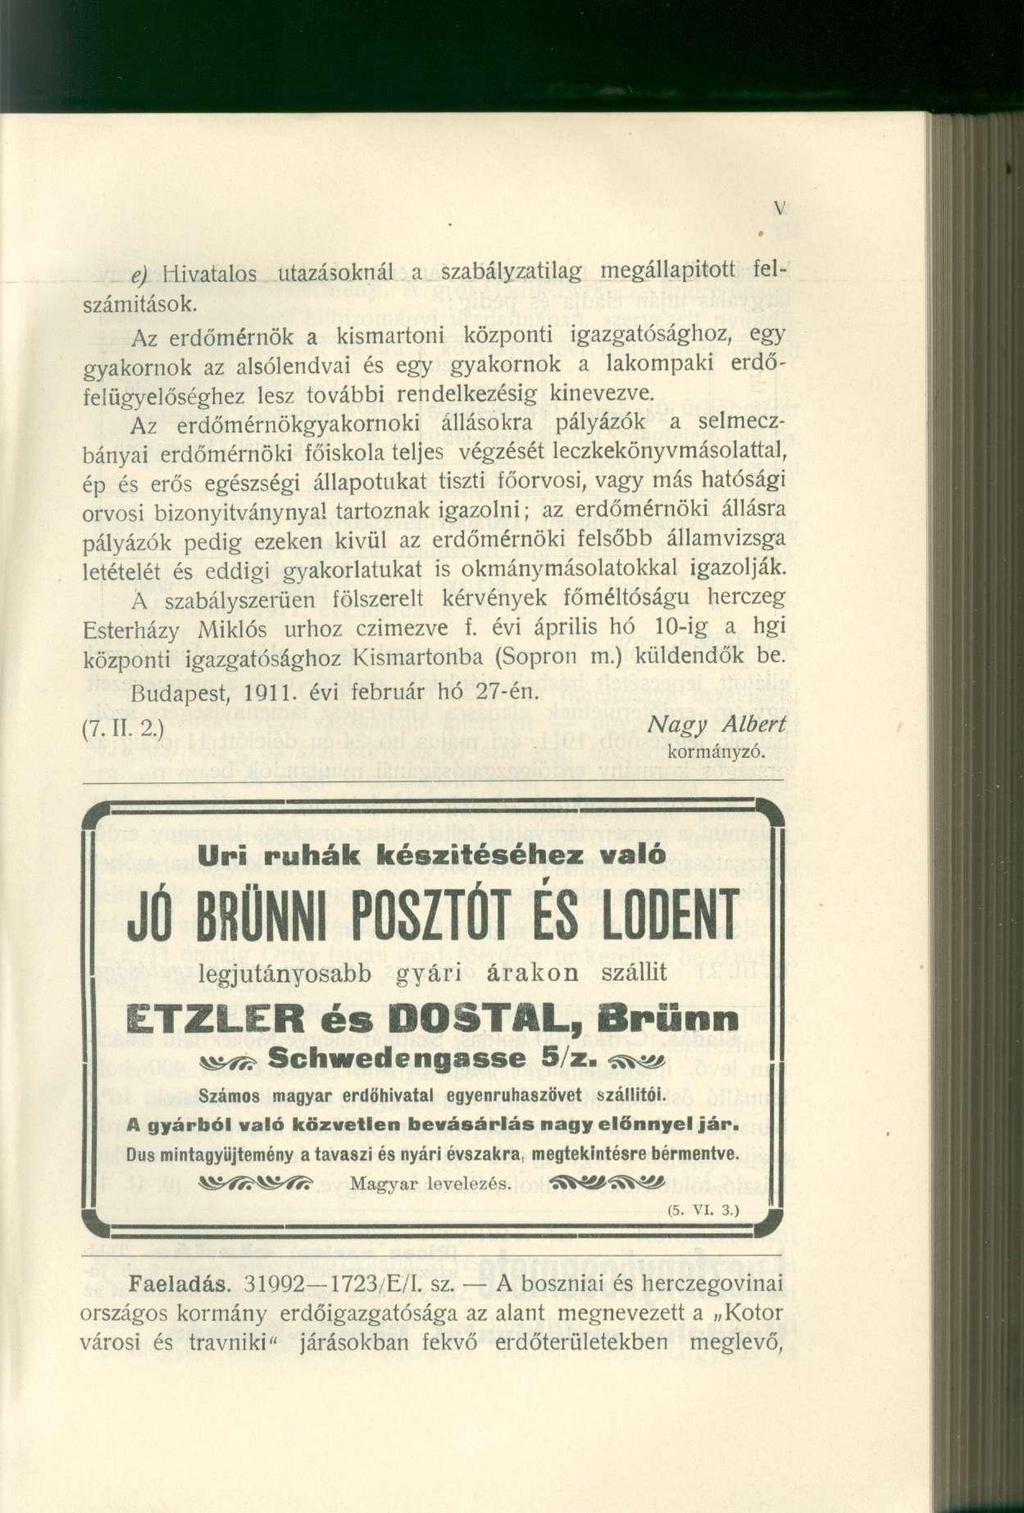 V
e) Hivatalos utazásoknál a szabályzatilag megállapitott fel-
számitások.
Az erdőmérnök a kismartoni központi igazgatósághoz, egy
gyakornok az alsólendvai és egy gyakornok a lakompaki erdő-
felügyelőséghez lesz további rendelkezésig kinevezve.
Az erdőmérnökgyakornoki állásokra pályázók a selmecz-
bányai erdőmérnöki főiskola teljes végzését leczkekönyvmásolattal,
ép és erős egészségi állapotukat tiszti főorvosi, vagy más hatósági
orvosi bizonyitványnyal tartoznak igazolni; az erdőmérnöki állásra
pályázók pedig ezeken kivül az erdőmérnöki felsőbb államvizsga
letételét és eddigi gyakorlatukat is okmánymásolatokkal igazolják.
A szabályszerüen fölszerelt kérvények főméltóságu herczeg
Esterházy Miklós urhoz czimezve f. évi április hó 10-ig a hgi
központi igazgatósághoz Kismartonba (Sopron m.) küldendők be.
Budapest, 1911. évi február hó 27-én.
(7. II. 2.) Nagy Albert
kormányzó.
Uri ruhák készitéséhez való
JÓ BRÜNNI POSZTÓT ÉS LODENT
legjutányosabb gyári árakon szállit
ETZLER és DOSTAL, Brünn
Schwedengasse 5/z.
Számos magyar erdőhivatal egyenruhaszövet szállitói.
A gyárból való közvetlen bevásárlás nagy előnnyel jár.
Dus mintagyüjtemény a tavaszi és nyári évszakra, megtekintésre bérmentve.
Magyar levelezés.
(5. VI. 3.)
Faeladás. 31992—1723/E/I. sz. — A boszniai és herczegovinai
országos kormány erdőigazgatósága az alant megnevezett a „Kotor
városi és travniki" járásokban fekvő erdőterületekben meglevő,